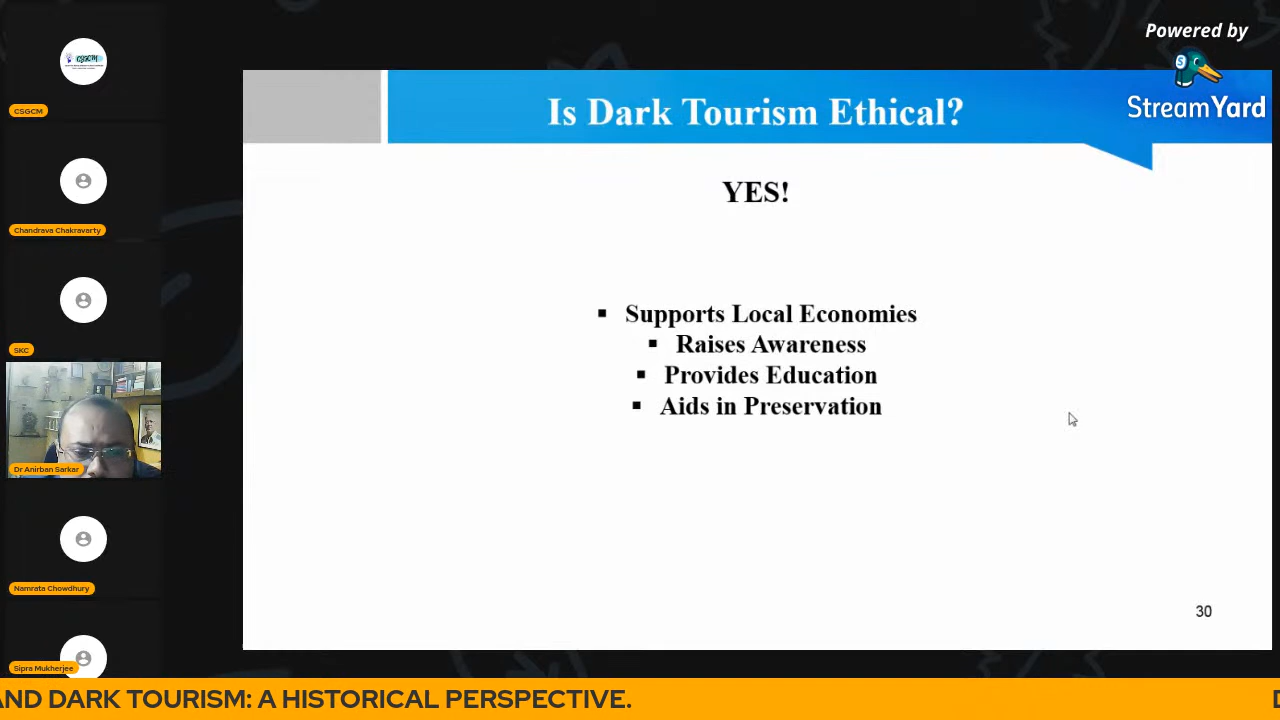 Powered by
StreamYard
CSGCM
Chandrava Chakravarty
SKC
Dr Anirban Sarkar
Namrata Chowdhury
Sipra Mukherjee
Is Dark Tourism Ethical?
YES!
▪ Supports Local Economies
▪ Raises Awareness
▪ Provides Education
▪ Aids in Preservation
30
AND DARK TOURISM: A HISTORICAL PERSPECTIVE.